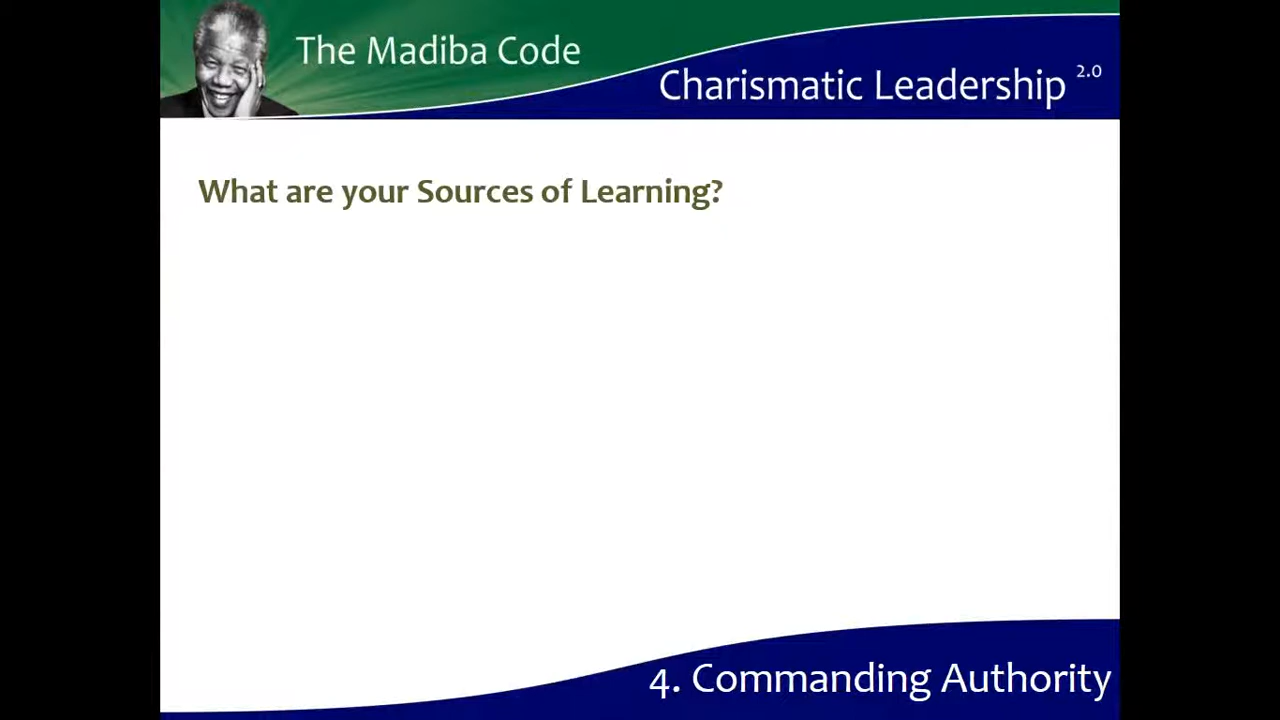 The Madiba Code
Charismatic Leadership 2.0
What are your Sources of Learning?
4. Commanding Authority